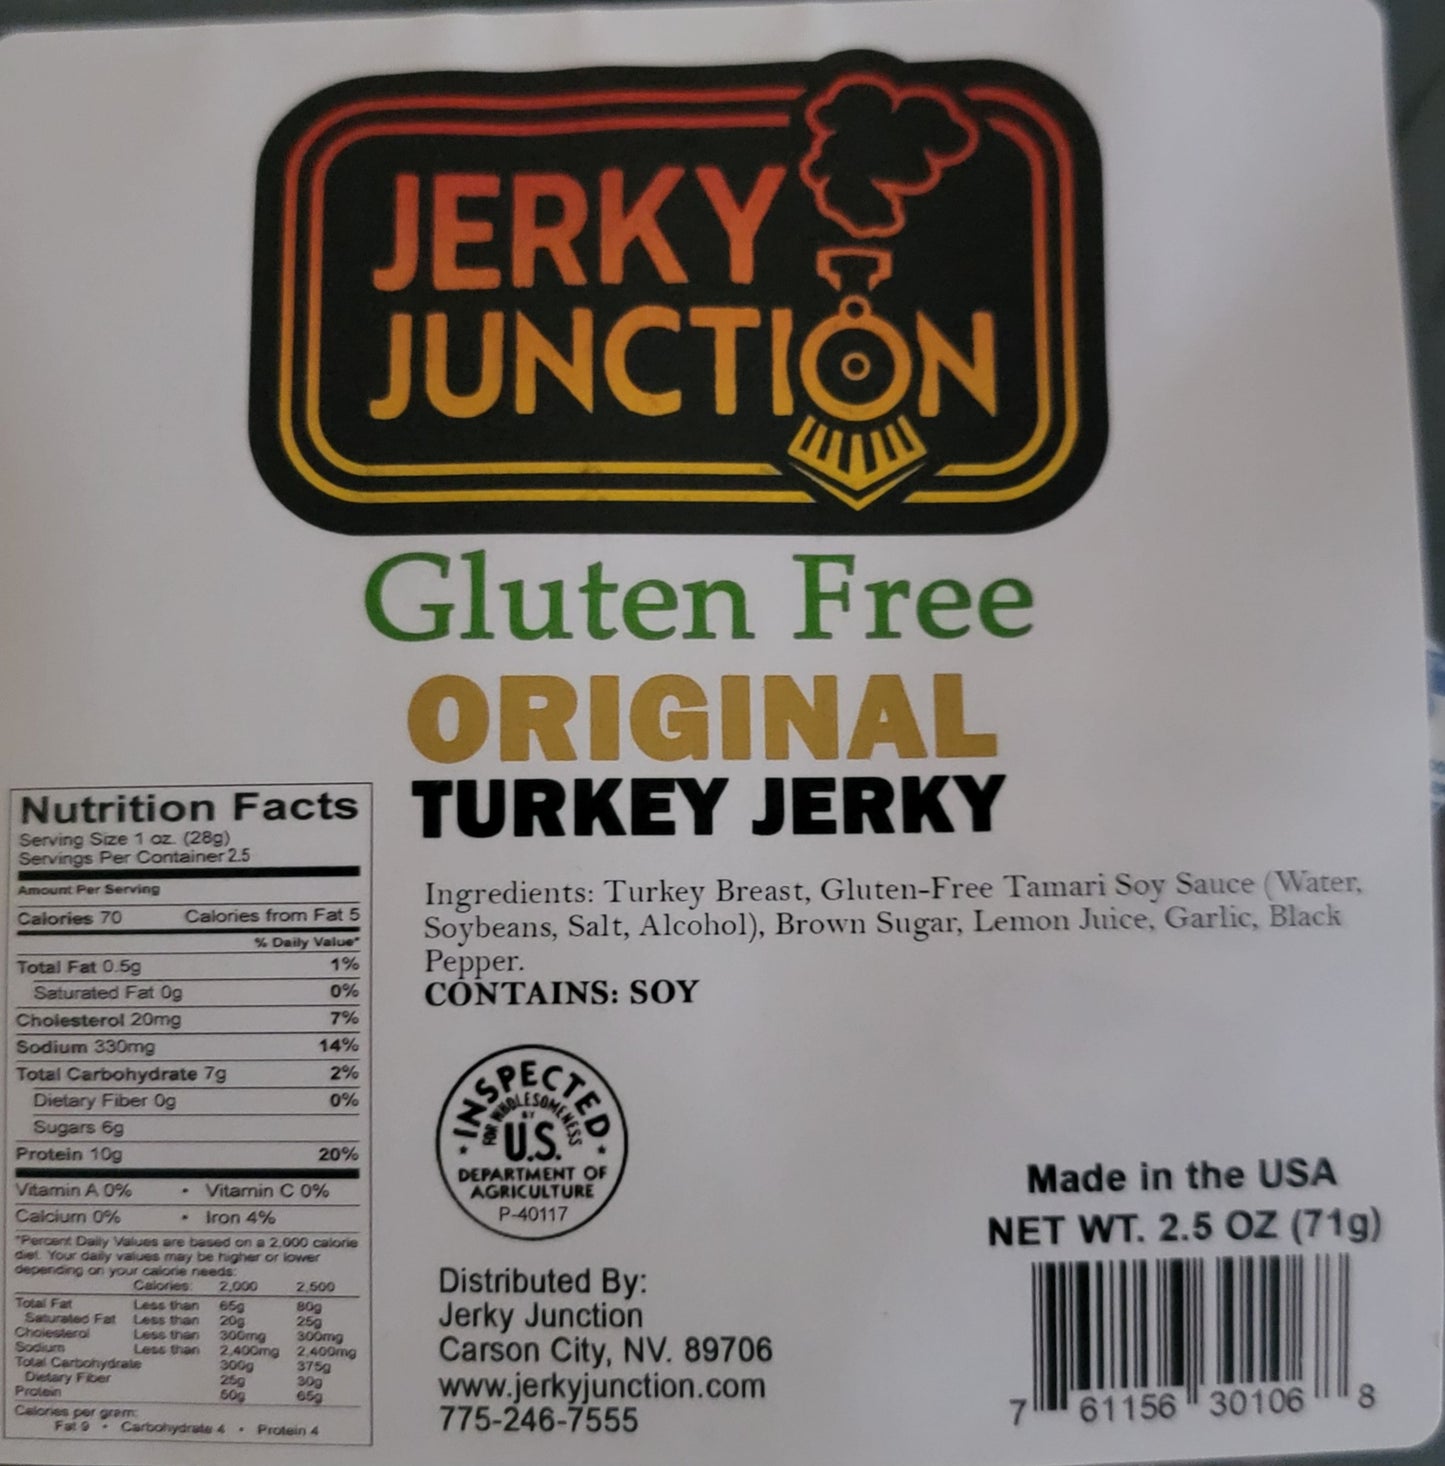 JERKY
JUNCTION
Gluten Free
ORIGINAL
TURKEY JERKY
Nutrition Facts
Serving Size 1 oz. (28g)
Servings Per Container 2.5
Amount Per Serving
Calories 70 Calories from Fat 5
% Daily Value*
Total Fat 0.5g 1%
Saturated Fat 0g 0%
Cholesterol 20mg 7%
Sodium 330mg 14%
Total Carbohydrate 7g 2%
Dietary Fiber 0g 0%
Sugars 6g
Protein 10g 20%
Vitamin A 0% • Vitamin C 0%
Calcium 0% • Iron 4%
*Percent Daily Values are based on a 2,000 calorie
diet. Your daily values may be higher or lower
depending on your calorie needs:
Calories: 2,000 2,500
Total Fat Less than 65g 80g
Saturated Fat Less than 20g 25g
Cholesterol Less than 300mg 300mg
Sodium Less than 2,400mg 2,400mg
Total Carbohydrate 300g 375g
Dietary Fiber 25g 30g
Protein 50g 65g
Calories per gram:
Fat 9 • Carbohydrate 4 • Protein 4
Ingredients: Turkey Breast, Gluten-Free Tamari Soy Sauce (Water,
Soybeans, Salt, Alcohol), Brown Sugar, Lemon Juice, Garlic, Black
Pepper.
CONTAINS: SOY
INSPECTED
FOR WHOLESOMENESS
BY
U.S.
DEPARTMENT OF
AGRICULTURE
P-40117
Distributed By:
Jerky Junction
Carson City, NV. 89706
www.jerkyjunction.com
775-246-7555
Made in the USA
NET WT. 2.5 OZ (71g)
7 61156 30106 8